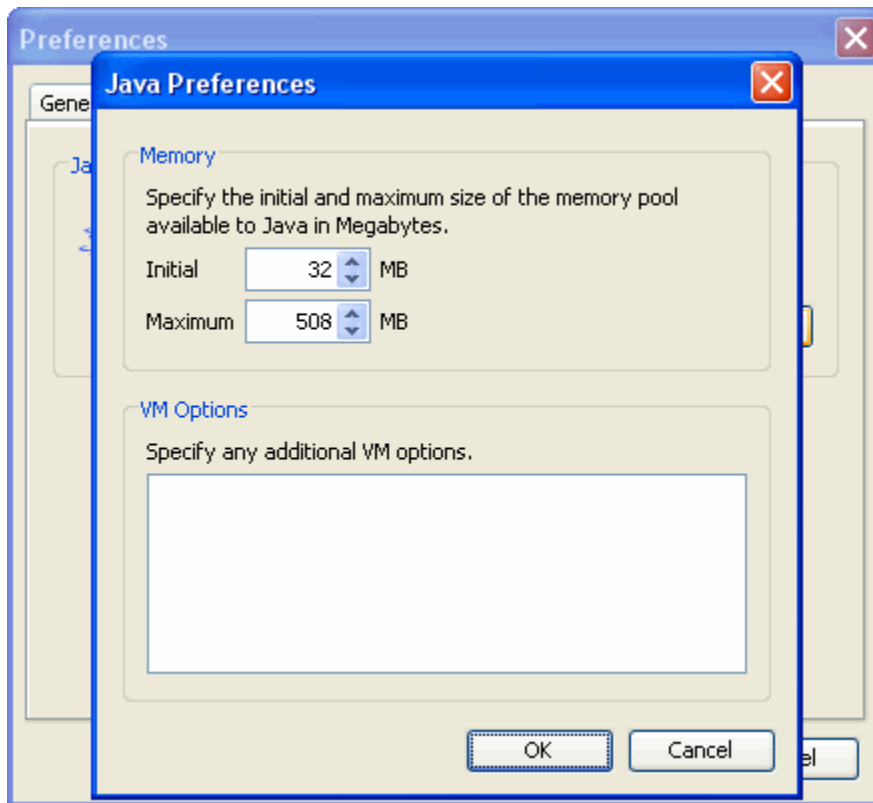 Preferences
Java Preferences
Memory
Specify the initial and maximum size of the memory pool
available to Java in Megabytes.
Initial 32 MB
Maximum 508 MB
VM Options
Specify any additional VM options.
OK Cancel